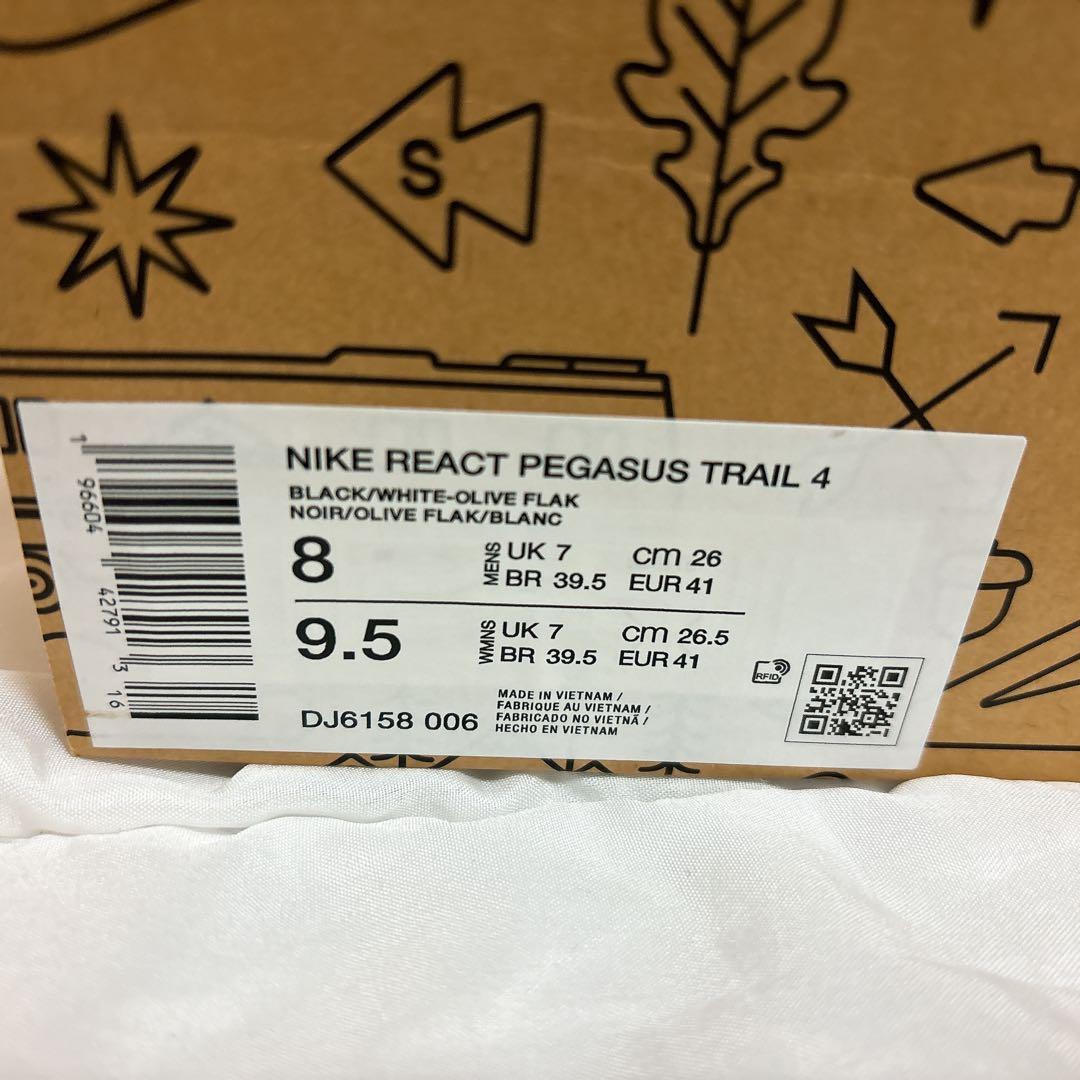 S
NIKE REACT PEGASUS TRAIL 4
BLACK/WHITE-OLIVE FLAK
NOIR/OLIVE FLAK/BLANC
8 MENS UK 7 cm 26
BR 39.5 EUR 41
9.5 WMNS UK 7 cm 26.5
BR 39.5 EUR 41
DJ6158 006
MADE IN VIETNAM /
FABRIQUE AU VIETNAM /
FABRICADO NO VIETNÃ /
HECHO EN VIETNAM
RFID
1 96604 42791 3 16